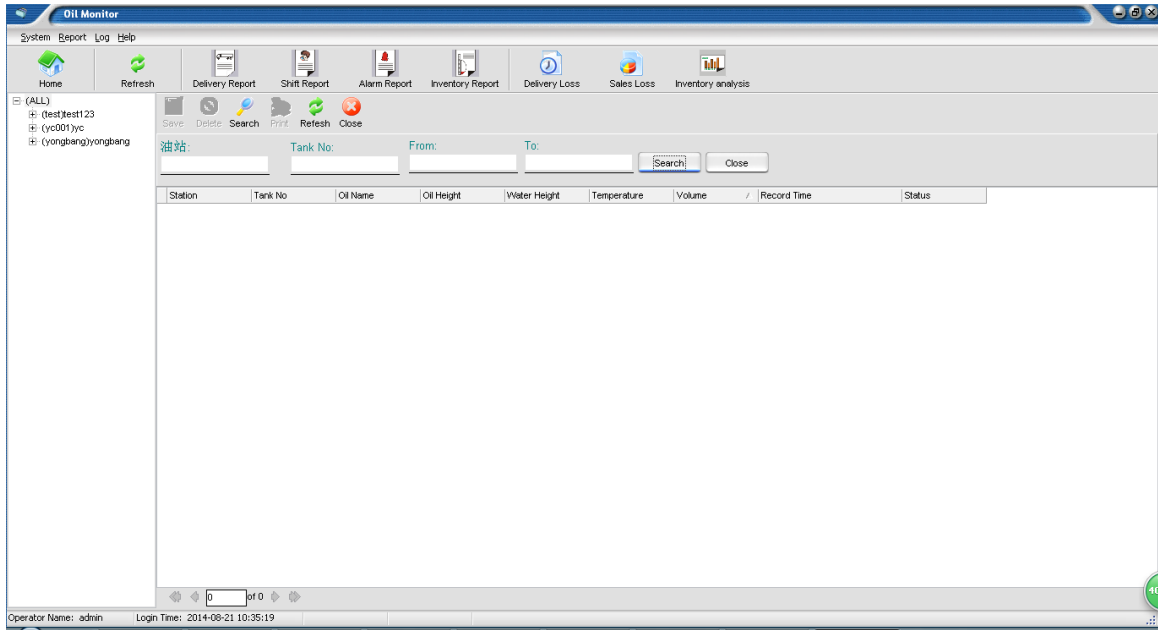 Oil Monitor
System Report Log Help
Home Refresh Delivery Report Shift Report Alarm Report Inventory Report Delivery Loss Sales Loss Inventory analysis
(ALL)
(test)test123
(yc001)yc
(yongbang)yongbang
Save Delete Search Print Refesh Close
油站: Tank No: From: To:
Search Close
Station Tank No Oil Name Oil Height Water Height Temperature Volume / Record Time Status
0 of 0
Operator Name: admin Login Time: 2014-08-21 10:35:19